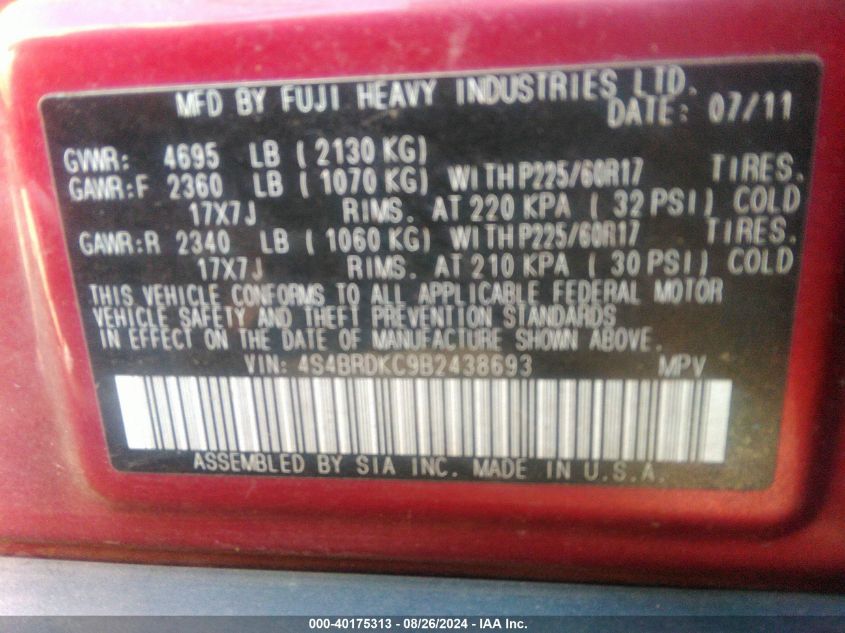 MFD BY FUJI HEAVY INDUSTRIES LTD.
DATE: 07/11
GVWR: 4695 LB ( 2130 KG)
GAWR:F 2360 LB ( 1070 KG) WITHP225/60R17 TIRES.
17X7J RIMS. AT 220 KPA ( 32 PSI) COLD
GAWR:R 2340 LB ( 1060 KG) WITHP225/60R17 TIRES.
17X7J RIMS. AT 210 KPA ( 30 PSI) COLD
THIS VEHICLE CONFORMS TO ALL APPLICABLE FEDERAL MOTOR
VEHICLE SAFETY AND THEFT PREVENTION STANDARDS
IN EFFECT ON THE DATE OF MANUFACTURE SHOWN ABOVE.
VIN: 4S4BRDKC9B2438693 MPV
ASSEMBLED BY SIA INC. MADE IN U.S.A.
000-40175313 - 08/26/2024 - IAA Inc.